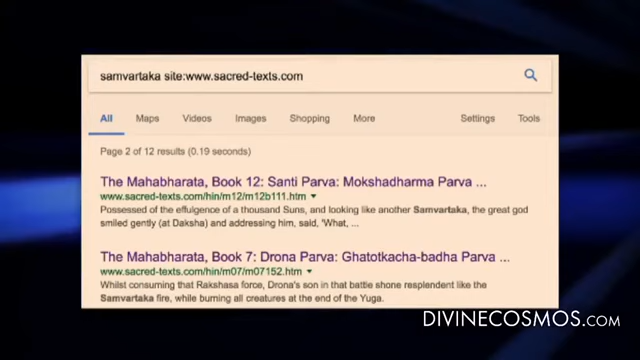 samvartaka site:www.sacred-texts.com
All Maps Videos Images Shopping More Settings Tools
Page 2 of 12 results (0.19 seconds)
The Mahabharata, Book 12: Santi Parva: Mokshadharma Parva ...
www.sacred-texts.com/hin/m12/m12b111.htm
Possessed of the effulgence of a thousand Suns, and looking like another Samvartaka, the great god
smiled gently (at Daksha) and addressing him, said, 'What, ...
The Mahabharata, Book 7: Drona Parva: Ghatotkacha-badha Parva ...
www.sacred-texts.com/hin/m07/m07152.htm
Whilst consuming that Rakshasa force, Drona's son in that battle shone resplendent like the
Samvartaka fire, while burning all creatures at the end of the Yuga.
DIVINECOSMOS.COM